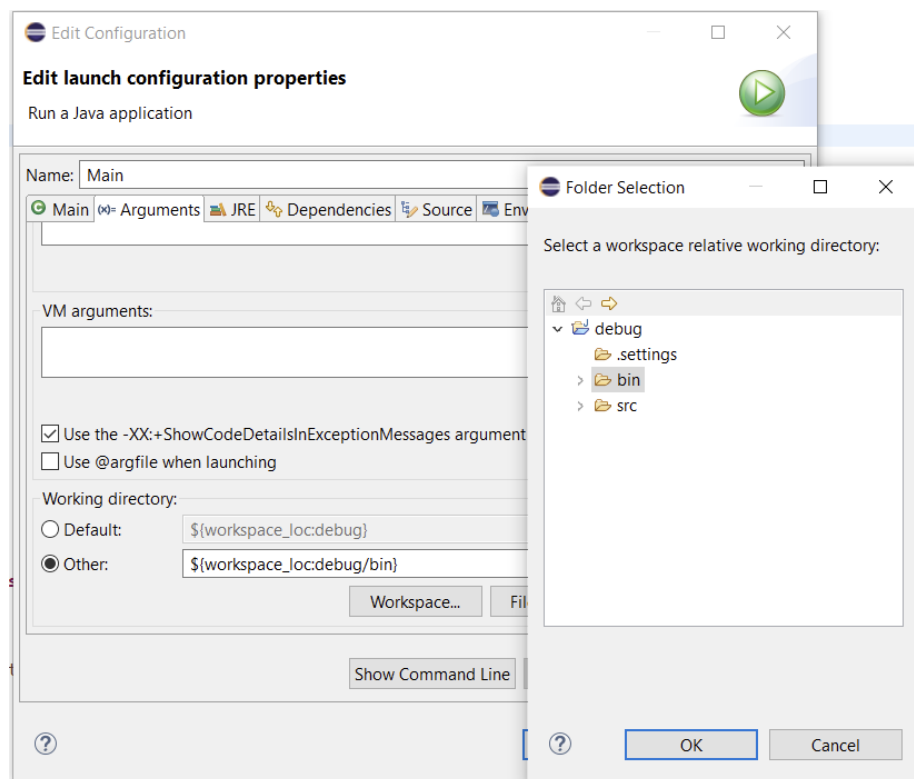 Edit Configuration
Edit launch configuration properties
Run a Java application
Name: Main
Main (x)= Arguments JRE Dependencies Source
VM arguments:
Use the -XX:+ShowCodeDetailsInExceptionMessages argument
Use @argfile when launching
Working directory:
Default: ${workspace_loc:debug}
Other: ${workspace_loc:debug/bin}
Workspace...
Show Command Line
Folder Selection
Select a workspace relative working directory:
debug
.settings
bin
src
OK Cancel